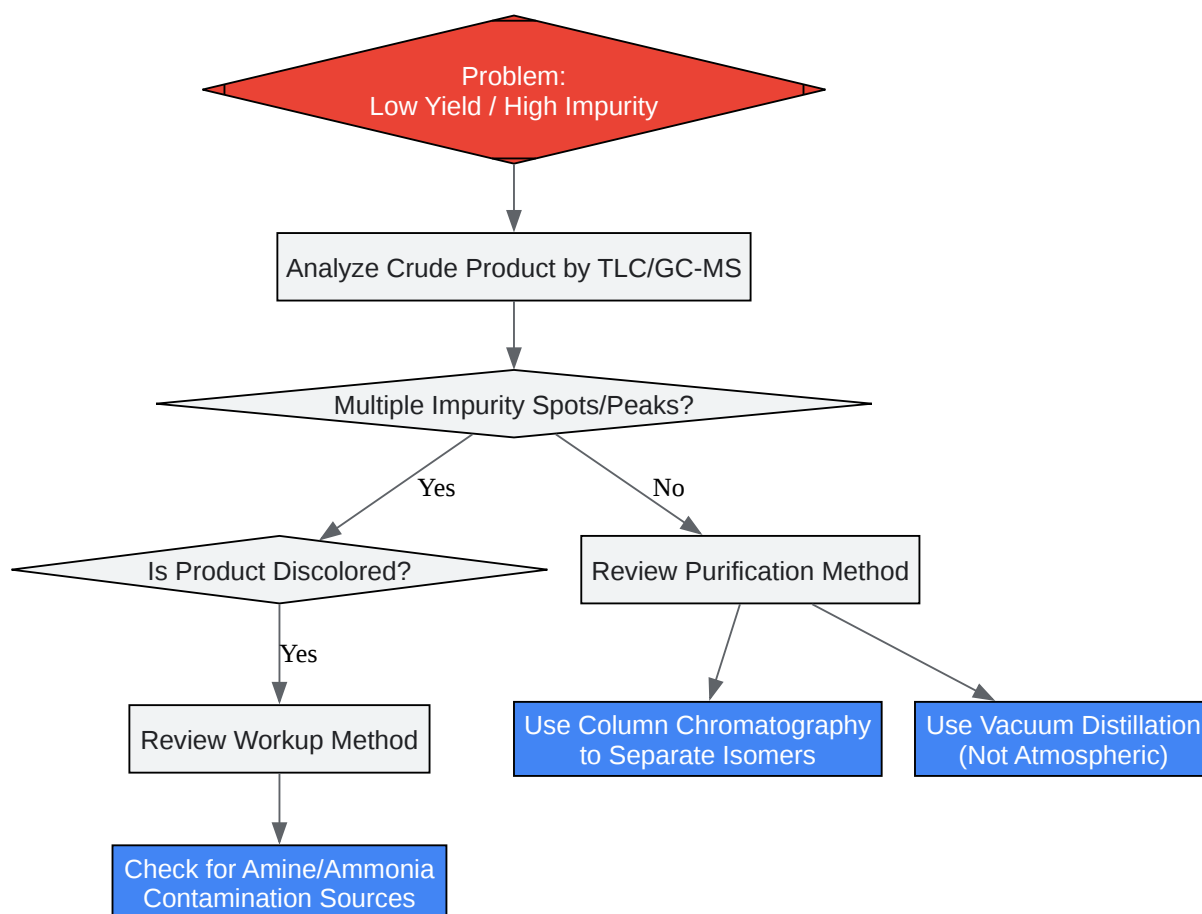 Problem:
Low Yield / High Impurity
Analyze Crude Product by TLC/GC-MS
Multiple Impurity Spots/Peaks?
Yes
No
Is Product Discolored?
Review Purification Method
Yes
Review Workup Method
Use Column Chromatography
to Separate Isomers
Use Vacuum Distillation
(Not Atmospheric)
Check for Amine/Ammonia
Contamination Sources